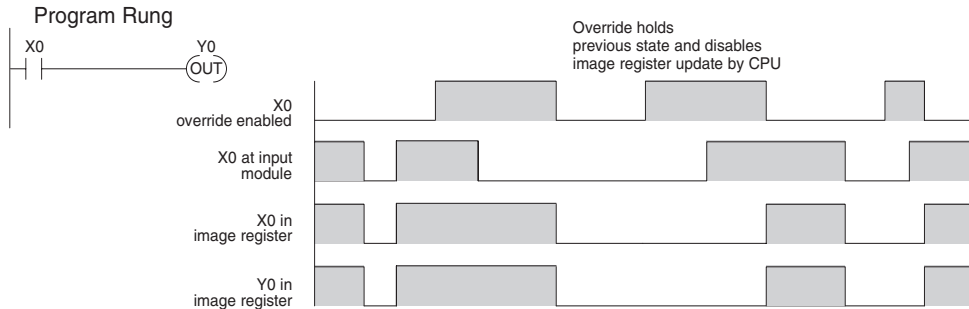 Program Rung
X0
Y0
OUT
Override holds
previous state and disables
image register update by CPU
X0
override enabled
X0 at input
module
X0 in
image register
Y0 in
image register